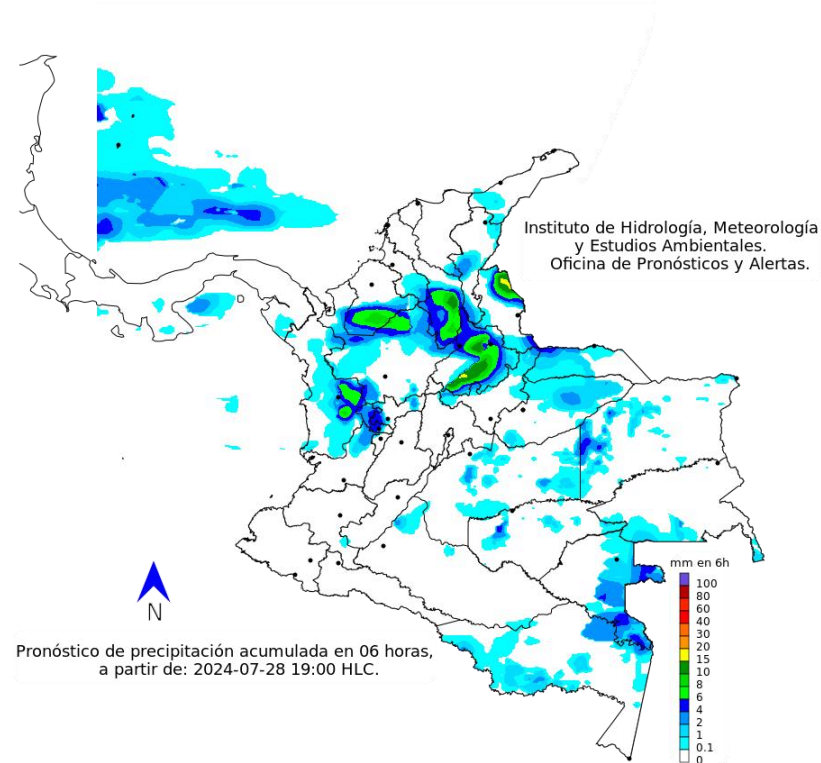 Instituto de Hidrología, Meteorología
y Estudios Ambientales.
Oficina de Pronósticos y Alertas.
N
Pronóstico de precipitación acumulada en 06 horas,
a partir de: 2024-07-28 19:00 HLC.
mm en 6h
100
80
60
40
30
20
15
10
8
6
4
2
1
0.1
0